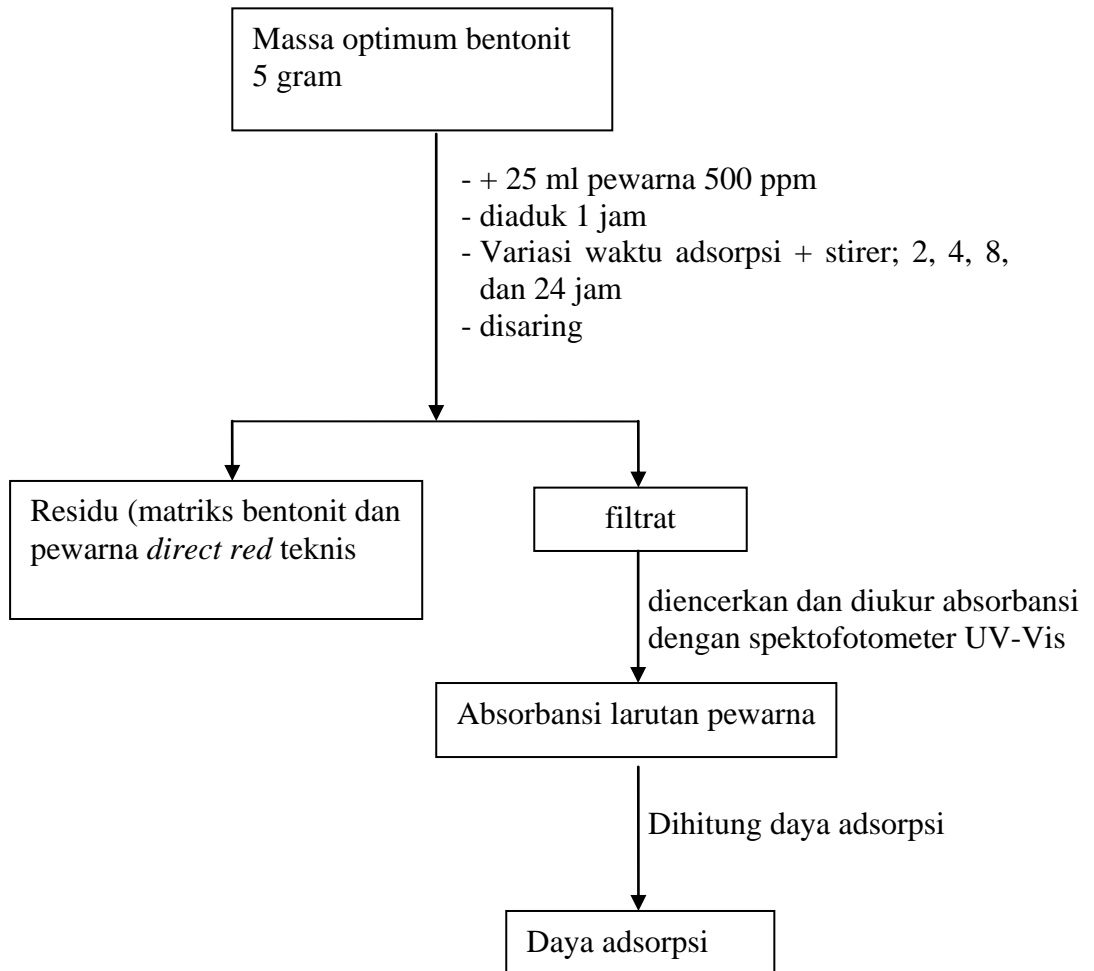 Massa optimum bentonit
5 gram
- + 25 ml pewarna 500 ppm
- diaduk 1 jam
- Variasi waktu adsorpsi + stirer; 2, 4, 8,
dan 24 jam
- disaring
Residu (matriks bentonit dan
pewarna direct red teknis
filtrat
diencerkan dan diukur absorbansi
dengan spektofotometer UV-Vis
Absorbansi larutan pewarna
Dihitung daya adsorpsi
Daya adsorpsi